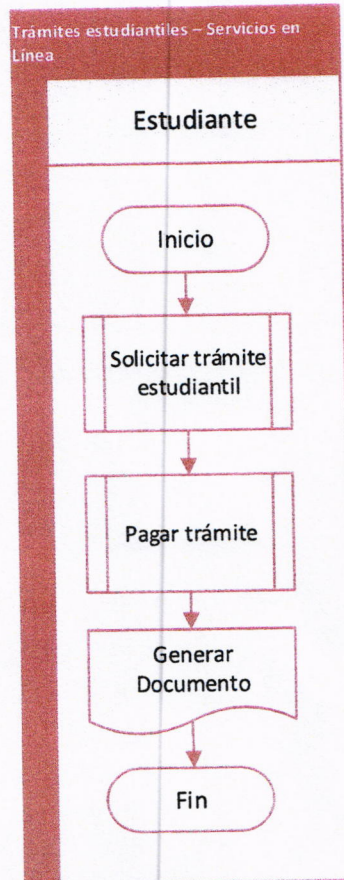 Trámites estudiantiles – Servicios en
Línea
Estudiante
Inicio
Solicitar trámite
estudiantil
Pagar trámite
Generar
Documento
Fin